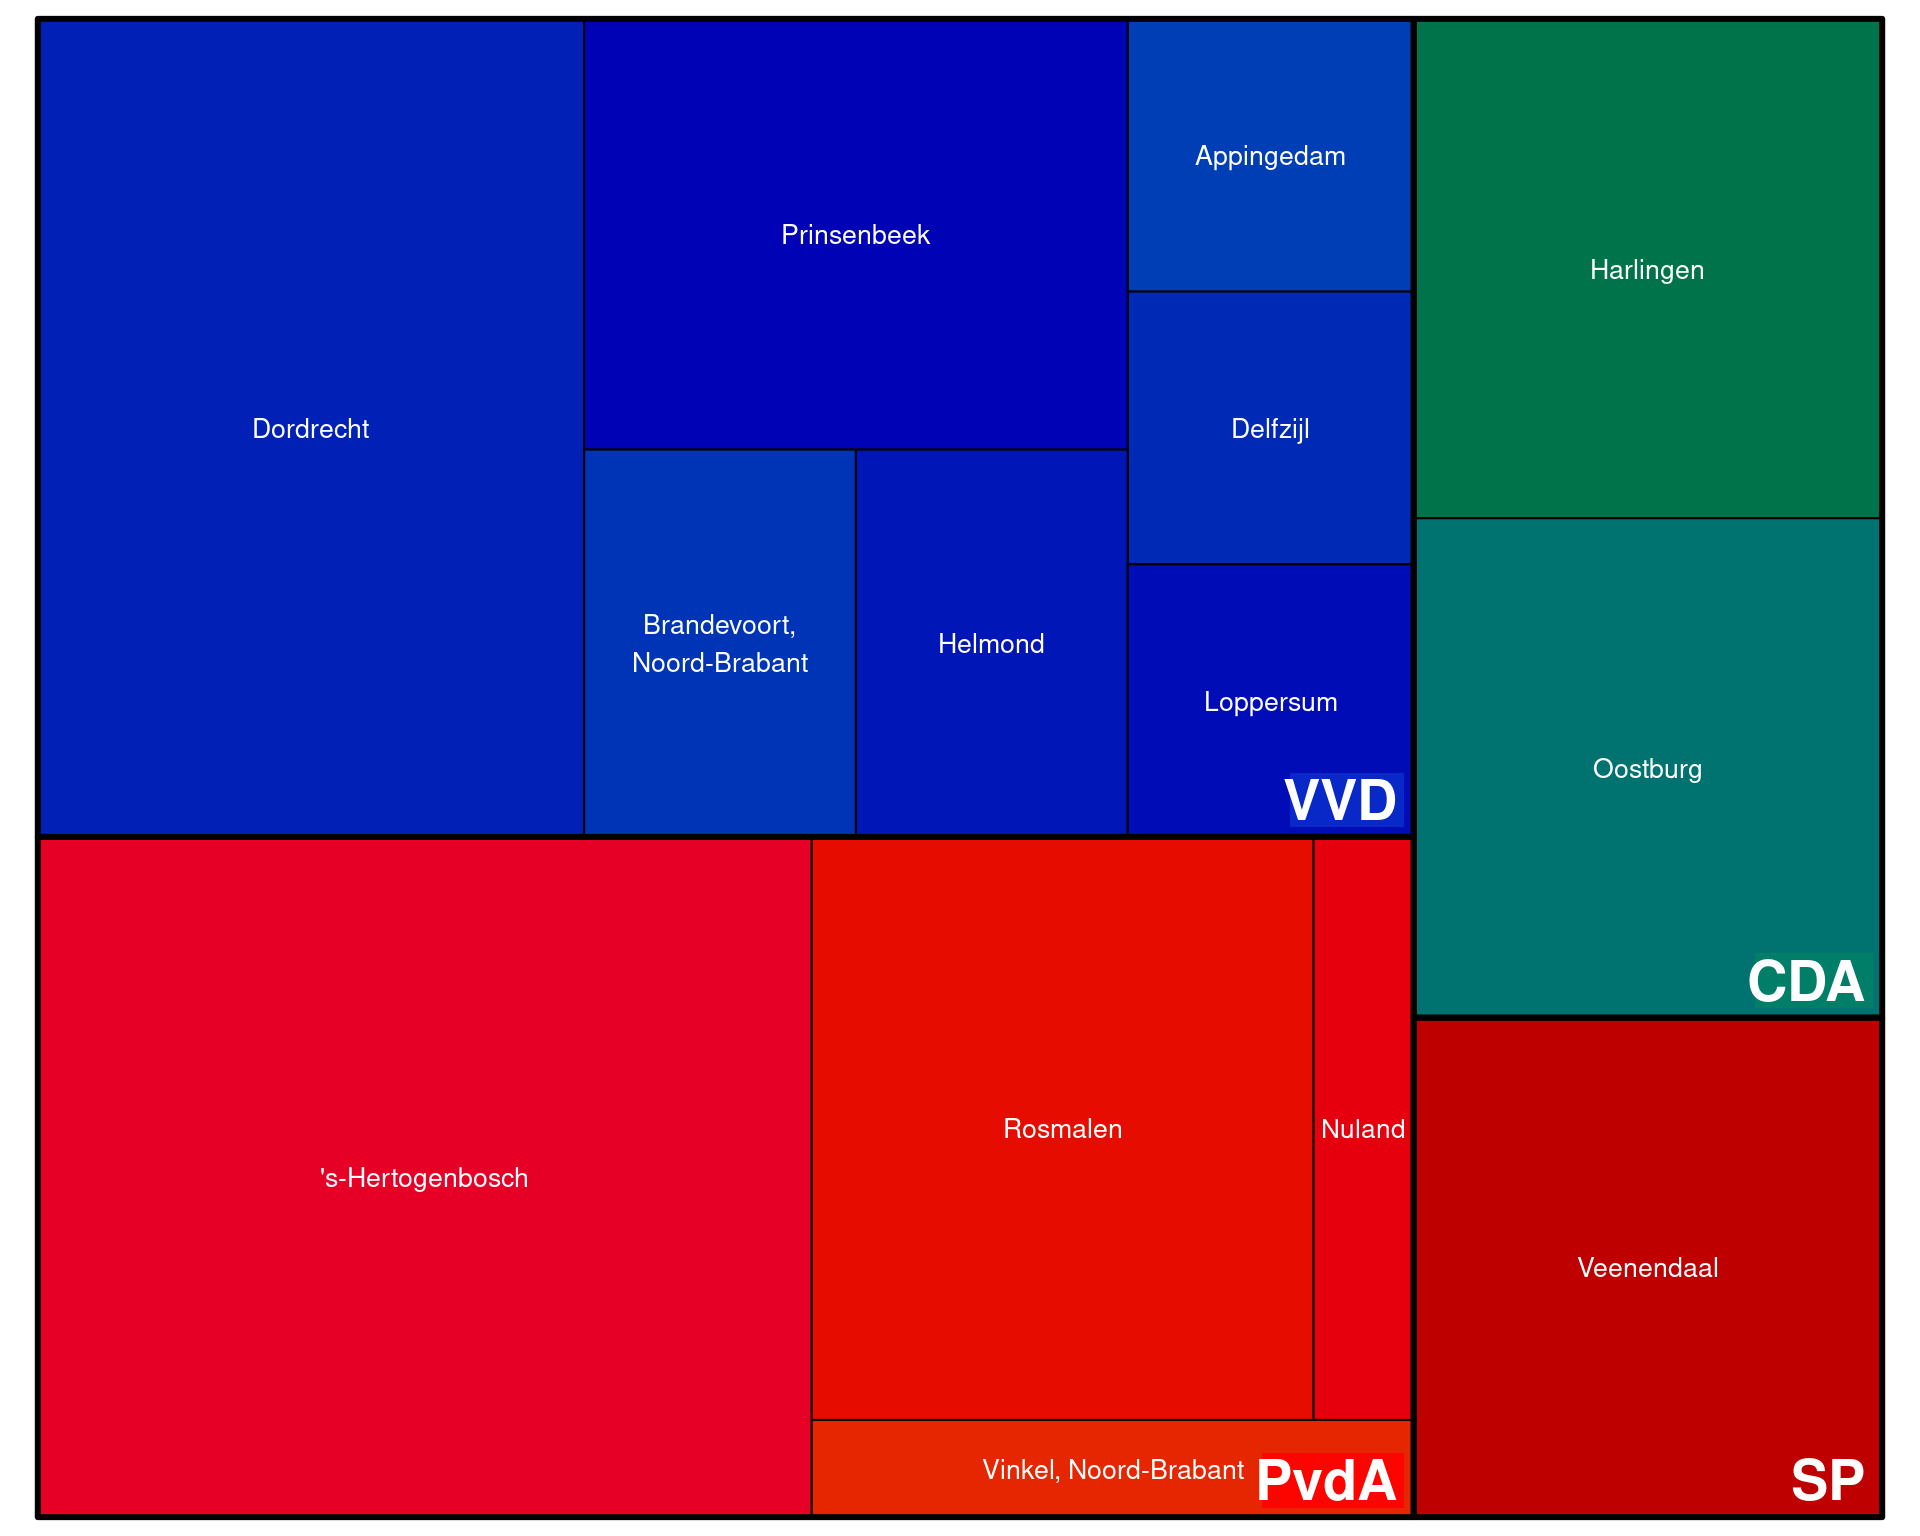 Dordrecht
Prinsenbeek
Appingedam
Harlingen
Delfzijl
Brandevoort,
Noord-Brabant
Helmond
Loppersum
VVD
Oostburg
CDA
's-Hertogenbosch
Rosmalen
Nuland
Vinkel, Noord-Brabant
PvdA
Veenendaal
SP